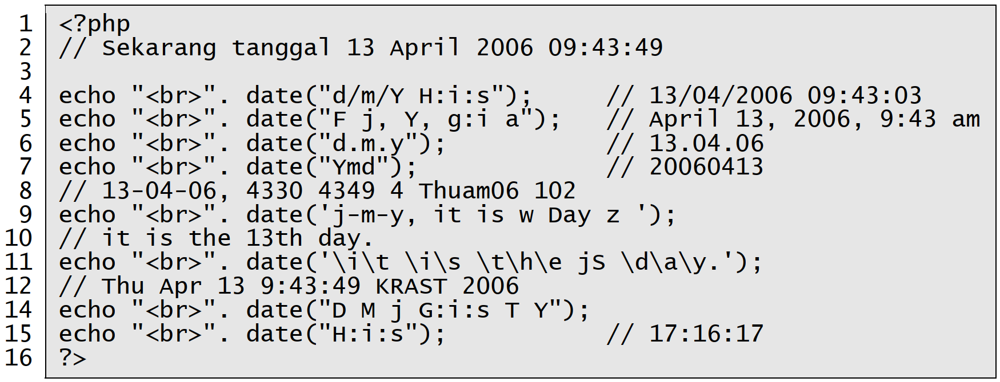 1 <?php
2 // Sekarang tanggal 13 April 2006 09:43:49
3
4 echo "<br>". date("d/m/Y H:i:s"); // 13/04/2006 09:43:03
5 echo "<br>". date("F j, Y, g:i a"); // April 13, 2006, 9:43 am
6 echo "<br>". date("d.m.y"); // 13.04.06
7 echo "<br>". date("Ymd"); // 20060413
8 // 13-04-06, 4330 4349 4 Thuam06 102
9 echo "<br>". date('j-m-y, it is w Day z ');
10 // it is the 13th day.
11 echo "<br>". date('\i\t \i\s \t\h\e jS \d\a\y.');
12 // Thu Apr 13 9:43:49 KRAST 2006
14 echo "<br>". date("D M j G:i:s T Y");
15 echo "<br>". date("H:i:s"); // 17:16:17
16 ?>